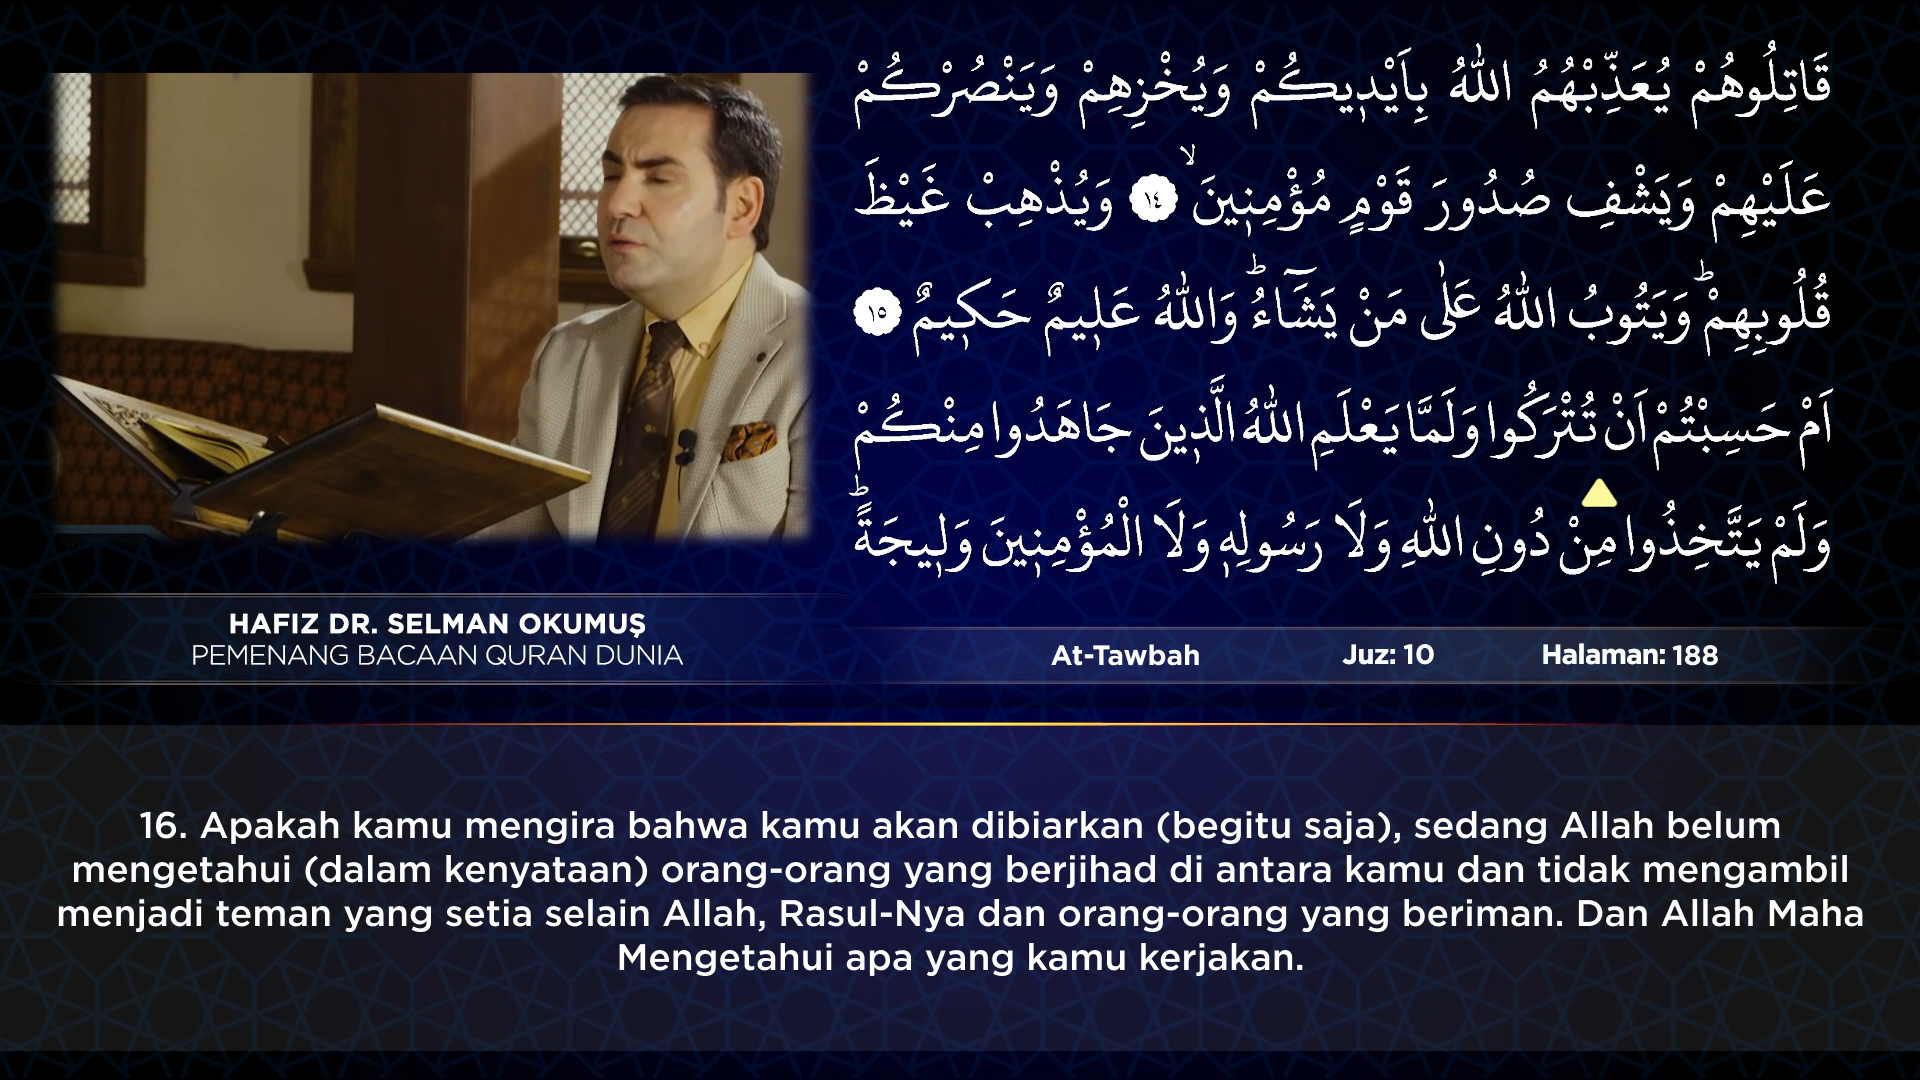 قَاتِلُوهُمْ يُعَذِّبْهُمُ اللّٰهُ بِاَيْدٖيكُمْ وَيُخْزِهِمْ وَيَنْصُرْكُمْ
عَلَيْهِمْ وَيَشْفِ صُدُورَ قَوْمٍ مُؤْمِنٖينَۙ ١٤ وَيُذْهِبْ غَيْظَ
قُلُوبِهِمْؕ وَيَتُوبُ اللّٰهُ عَلٰى مَنْ يَشَٓاءُؕ وَاللّٰهُ عَلٖيمٌ حَكٖيمٌ ١٥
اَمْ حَسِبْتُمْ اَنْ تُتْرَكُوا وَلَمَّا يَعْلَمِ اللّٰهُ الَّذٖينَ جَاهَدُوا مِنْكُمْ
وَلَمْ يَتَّخِذُوا مِنْ دُونِ اللّٰهِ وَلَا رَسُولِهٖ وَلَا الْمُؤْمِنٖينَ وَلٖيجَةًؕ
HAFIZ DR. SELMAN OKUMUŞ
PEMENANG BACAAN QURAN DUNIA
At-Tawbah Juz: 10 Halaman: 188
16. Apakah kamu mengira bahwa kamu akan dibiarkan (begitu saja), sedang Allah belum
mengetahui (dalam kenyataan) orang-orang yang berjihad di antara kamu dan tidak mengambil
menjadi teman yang setia selain Allah, Rasul-Nya dan orang-orang yang beriman. Dan Allah Maha
Mengetahui apa yang kamu kerjakan.